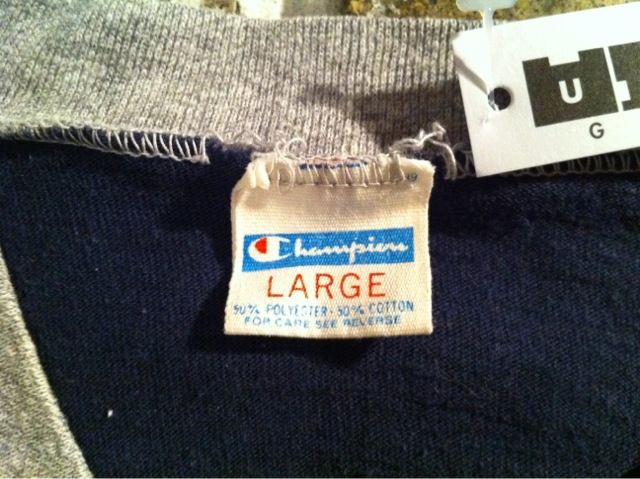 U
G
Champion
LARGE
50% POLYESTER · 50% COTTON
FOR CARE SEE REVERSE